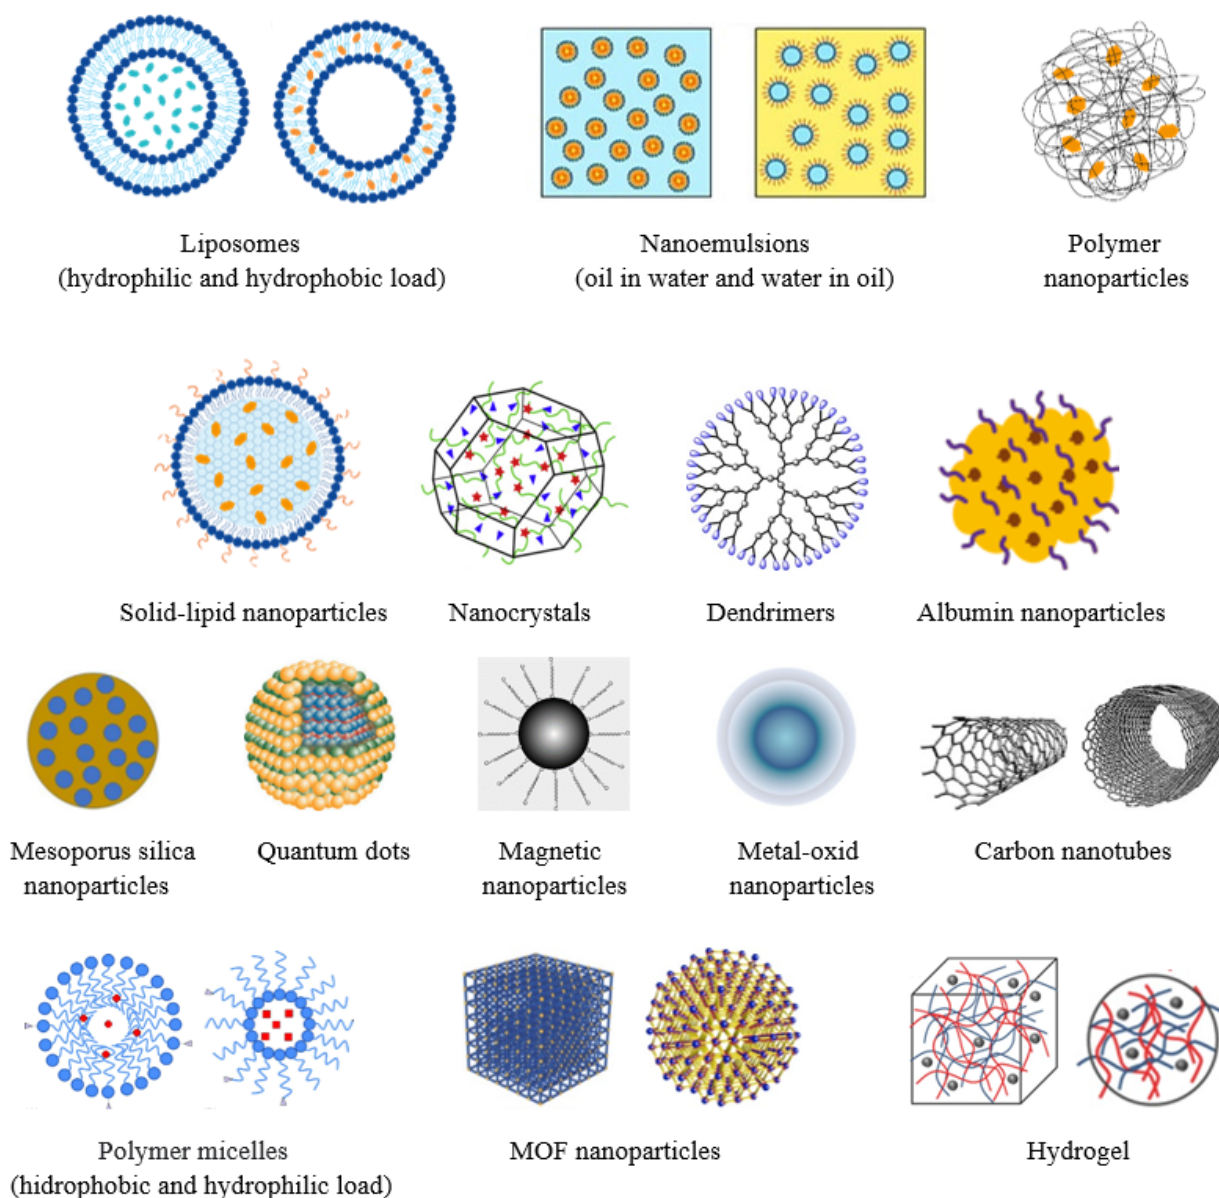 Liposomes
(hydrophilic and hydrophobic load)
Nanoemulsions
(oil in water and water in oil)
Polymer
nanoparticles
Solid-lipid nanoparticles
Nanocrystals
Dendrimers
Albumin nanoparticles
Mesoporus silica
nanoparticles
Quantum dots
Magnetic
nanoparticles
Metal-oxid
nanoparticles
Carbon nanotubes
Polymer micelles
(hidrophobic and hydrophilic load)
MOF nanoparticles
Hydrogel